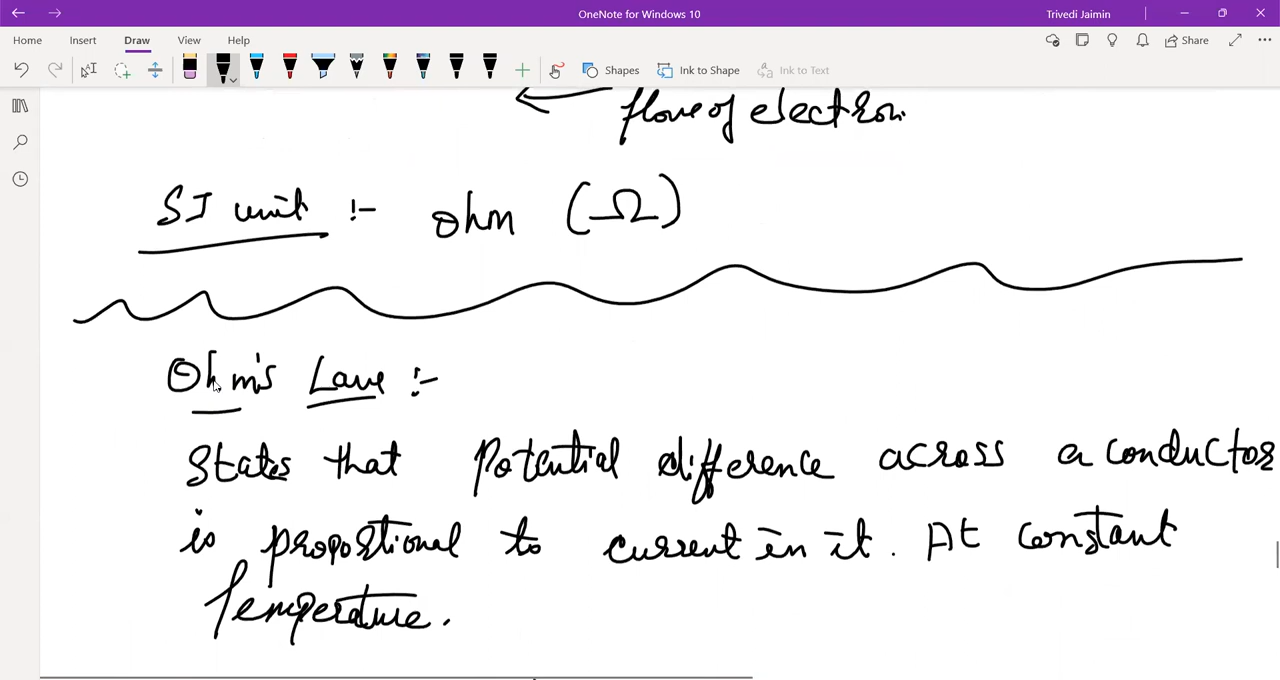 OneNote for Windows 10
Trivedi Jaimin
Home Insert Draw View Help
Share
Shapes Ink to Shape Ink to Text
flowe of electron.
SI unit :- ohm (Ω)
Ohm's Lawe :-
States that Potential difference across a conductor
is proportional to current in it. At constant
Temperature.